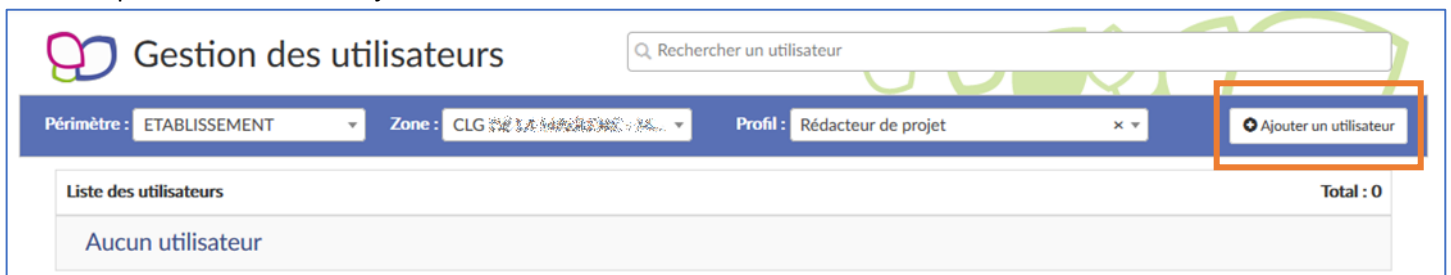 Gestion des utilisateurs
Rechercher un utilisateur
Périmètre : ETABLISSEMENT Zone : CLG Profil : Rédacteur de projet × Ajouter un utilisateur
Liste des utilisateurs Total : 0
Aucun utilisateur